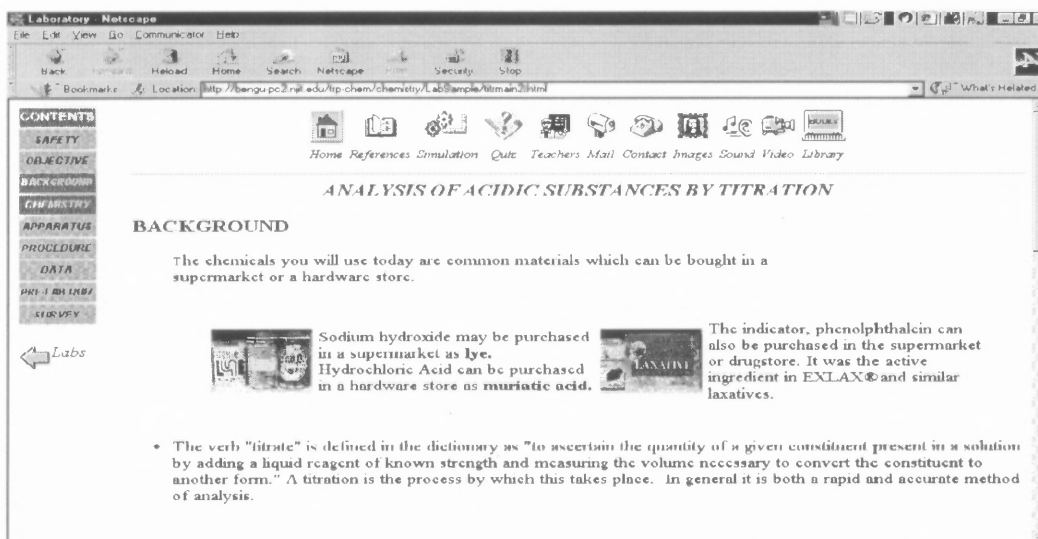 Laboratory - Netscape
File Edit View Go Communicator Help
Back Reload Home Search Netscape Security Stop
Bookmarks Location: http://bengu-pc2.njit.edu/trp-chem/chemistry/LabSample/titrmain2.html What's Related
CONTENTS
SAFETY
OBJECTIVE
BACKGROUND
CHEMISTRY
APPARATUS
PROCEDURE
DATA
SURVEY
Labs
Home References Simulation Quiz Teachers Mail Contact Images Sound Video Library
ANALYSIS OF ACIDIC SUBSTANCES BY TITRATION
BACKGROUND
The chemicals you will use today are common materials which can be bought in a
supermarket or a hardware store.
Sodium hydroxide may be purchased
in a supermarket as lye.
Hydrochloric Acid can be purchased
in a hardware store as muriatic acid.
LAXATIVE
The indicator, phenolphthalein can
also be purchased in the supermarket
or drugstore. It was the active
ingredient in EXLAX® and similar
laxatives.
• The verb "titrate" is defined in the dictionary as "to ascertain the quantity of a given constituent present in a solution
by adding a liquid reagent of known strength and measuring the volume necessary to convert the constituent to
another form." A titration is the process by which this takes place. In general it is both a rapid and accurate method
of analysis.